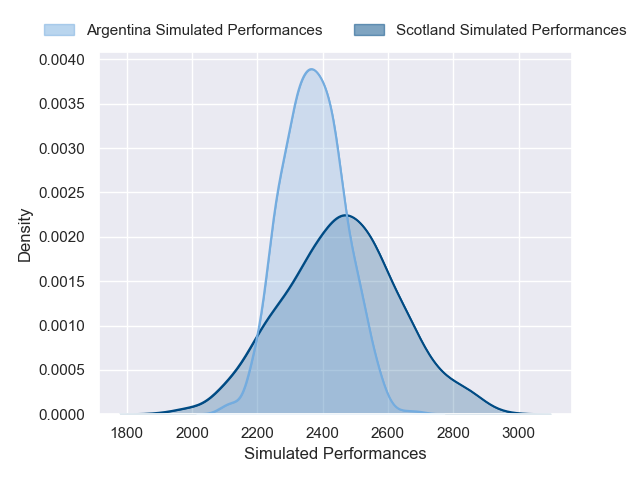 Argentina Simulated Performances Scotland Simulated Performances
0.0040
0.0035
0.0030
0.0025
0.0020
0.0015
0.0010
0.0005
0.0000
Density
1800 2000 2200 2400 2600 2800 3000
Simulated Performances